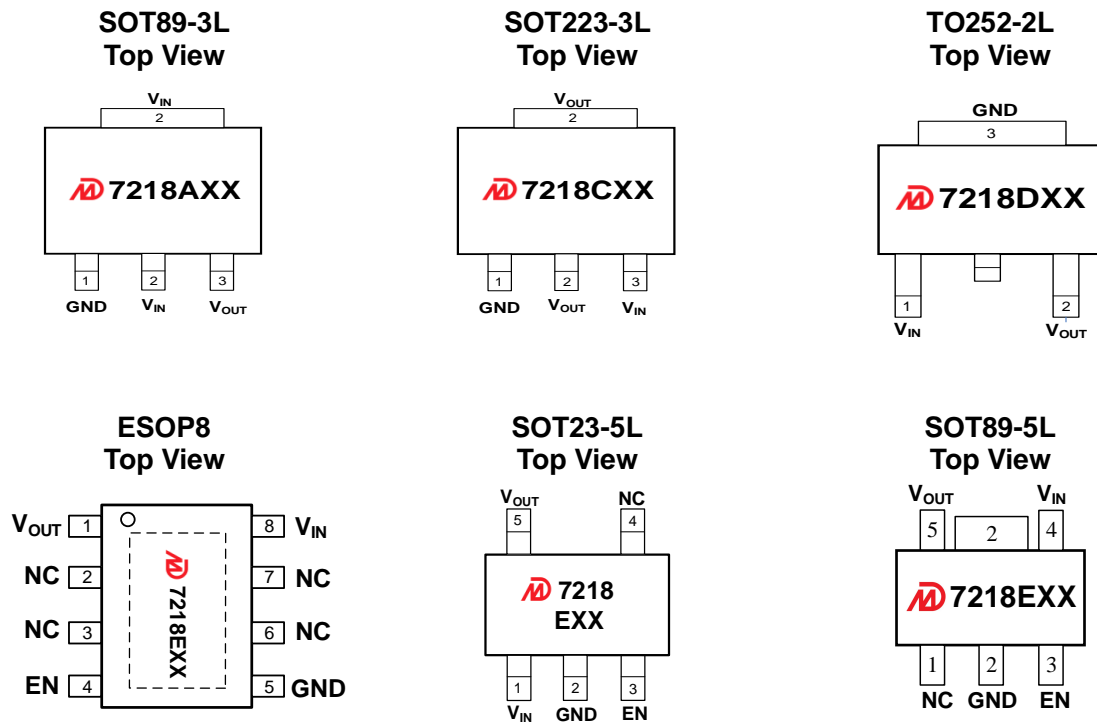 SOT89-3L
Top View
VIN
2
7218AXX
1
2
3
GND
VIN
VOUT
SOT223-3L
Top View
VOUT
2
7218CXX
1
2
3
GND
VOUT
VIN
TO252-2L
Top View
GND
3
7218DXX
1
2
VIN
VOUT
ESOP8
Top View
VOUT 1
8 VIN
NC 2
7 NC
NC 3
6 NC
EN 4
5 GND
7218EXX
SOT23-5L
Top View
VOUT
NC
5
4
7218
EXX
1
2
3
VIN
GND
EN
SOT89-5L
Top View
VOUT
VIN
5
2
4
7218EXX
1
2
3
NC
GND
EN